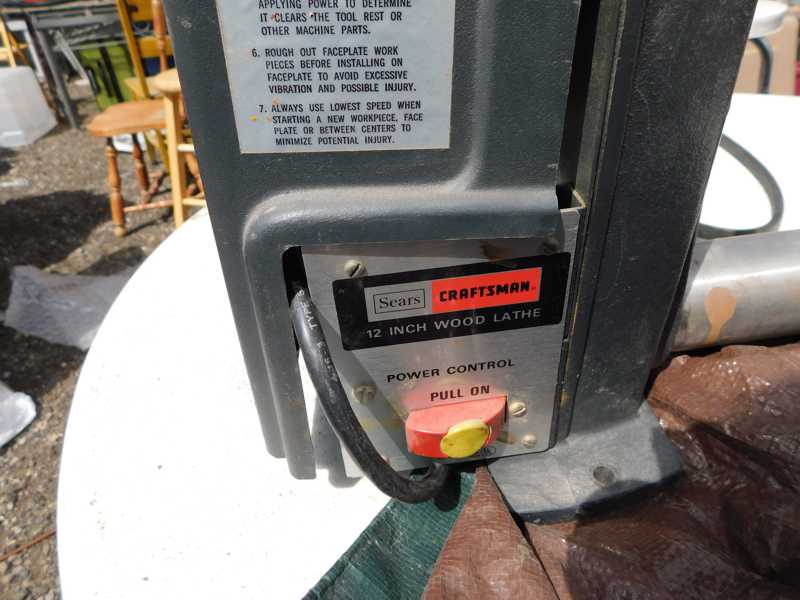 APPLYING POWER TO DETERMINE
IT CLEARS THE TOOL REST OR
OTHER MACHINE PARTS.
6. ROUGH OUT FACEPLATE WORK
PIECES BEFORE INSTALLING ON
FACEPLATE TO AVOID EXCESSIVE
VIBRATION AND POSSIBLE INJURY.
7. ALWAYS USE LOWEST SPEED WHEN
STARTING A NEW WORKPIECE, FACE
PLATE OR BETWEEN CENTERS TO
MINIMIZE POTENTIAL INJURY.
Sears CRAFTSMAN
12 INCH WOOD LATHE
POWER CONTROL
PULL ON